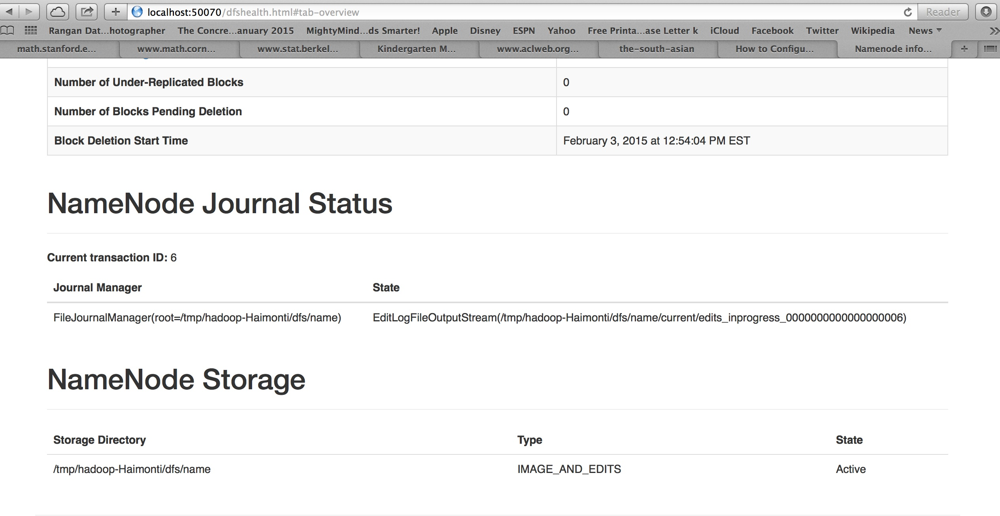 localhost:50070/dfshealth.html#tab-overview Reader
Rangan Dat...hotographer The Concre...anuary 2015 MightyMind...ds Smarter! Apple Disney ESPN Yahoo Free Printa...ase Letter k iCloud Facebook Twitter Wikipedia News
math.stanford.e... www.math.corn... www.stat.berkel... Kindergarten M... www.aclweb.org... the-south-asian How to Configu... Namenode info...
Number of Under-Replicated Blocks 0
Number of Blocks Pending Deletion 0
Block Deletion Start Time February 3, 2015 at 12:54:04 PM EST
NameNode Journal Status
Current transaction ID: 6
Journal Manager State
FileJournalManager(root=/tmp/hadoop-Haimonti/dfs/name) EditLogFileOutputStream(/tmp/hadoop-Haimonti/dfs/name/current/edits_inprogress_0000000000000000006)
NameNode Storage
Storage Directory Type State
/tmp/hadoop-Haimonti/dfs/name IMAGE_AND_EDITS Active